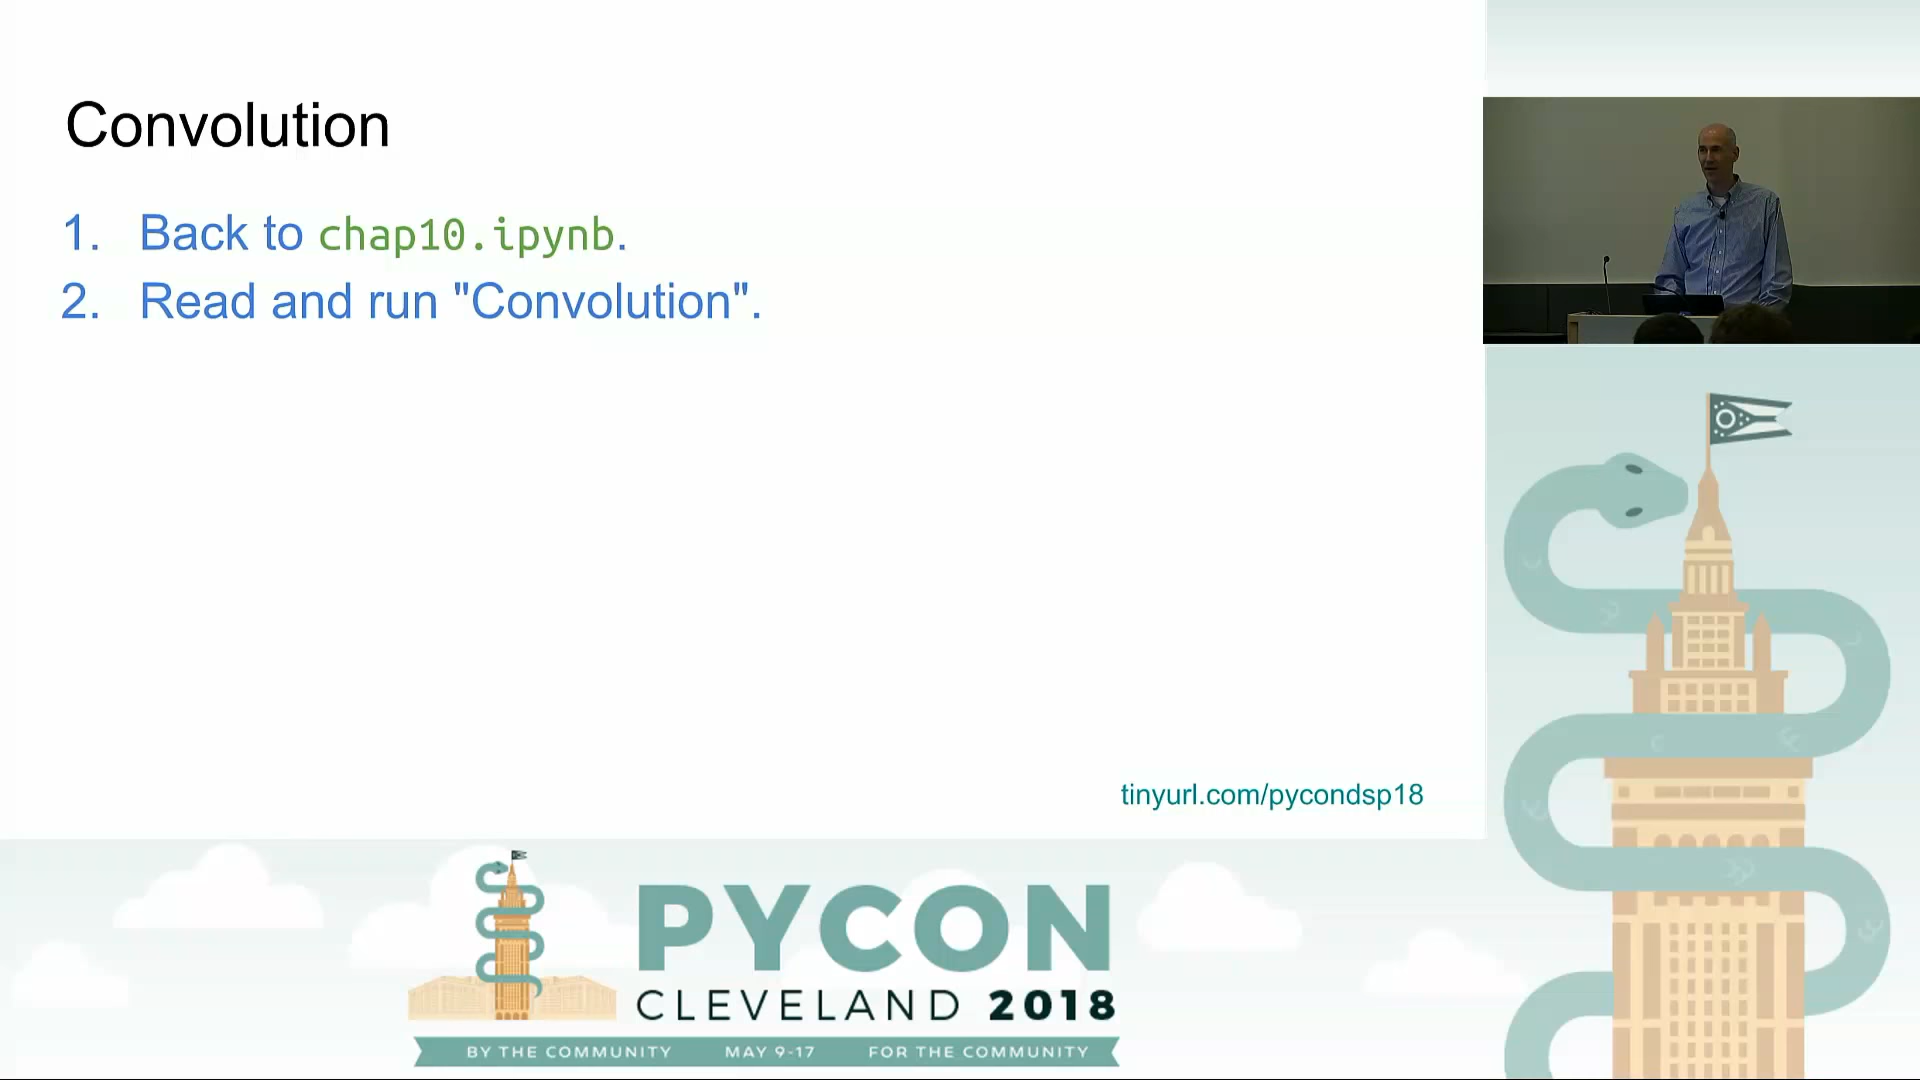 Convolution
1. Back to chap10.ipynb.
2. Read and run "Convolution".
tinyurl.com/pycondsp18
PYCON
CLEVELAND 2018
BY THE COMMUNITY MAY 9-17 FOR THE COMMUNITY